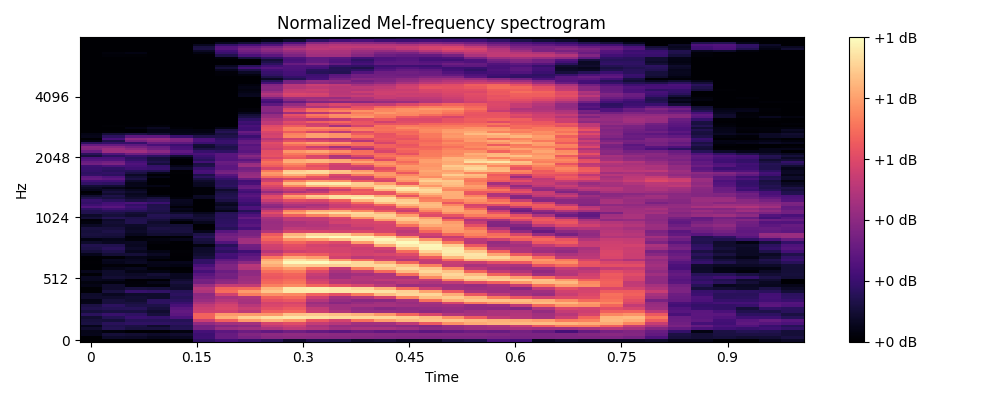 Normalized Mel-frequency spectrogram
4096
2048
1024
512
0
Hz
0 0.15 0.3 0.45 0.6 0.75 0.9
Time
+1 dB
+1 dB
+1 dB
+0 dB
+0 dB
+0 dB